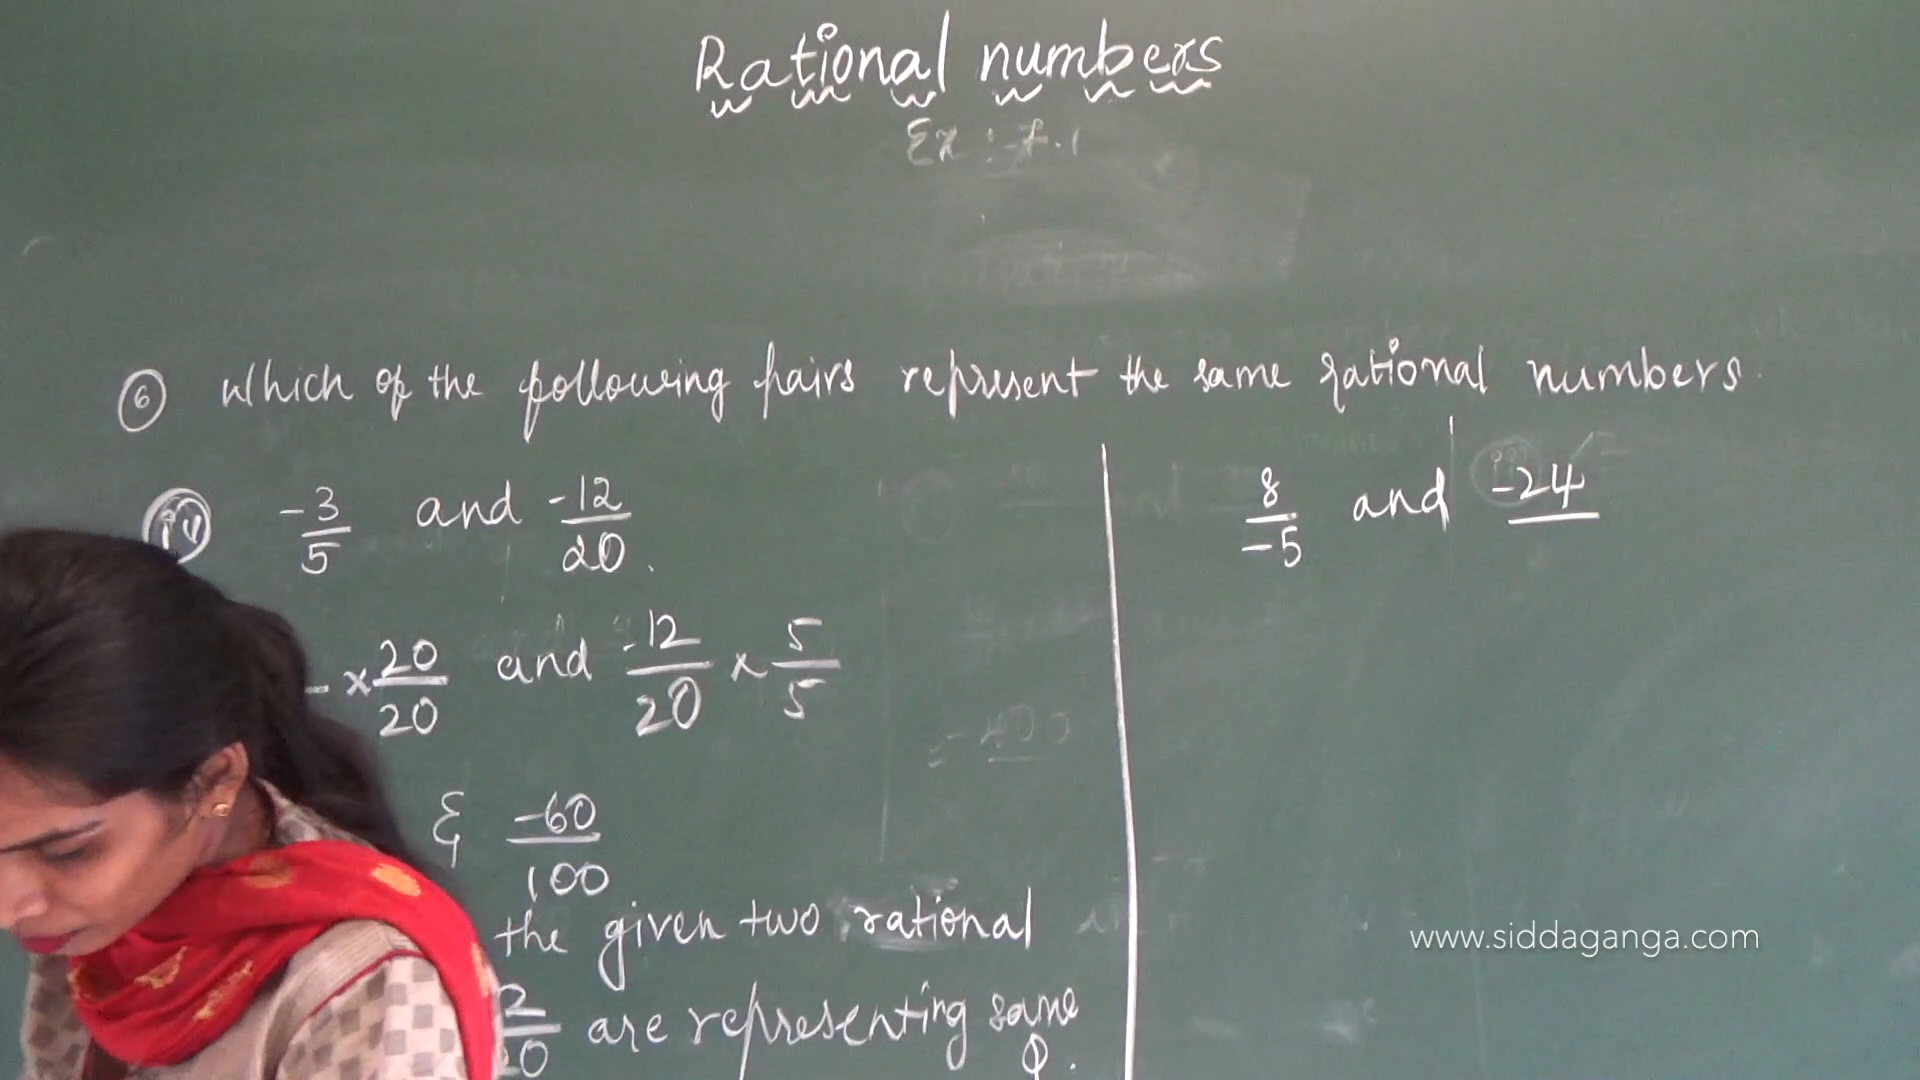 Rational numbers
Ex : 7.1
⑥ Which of the following pairs represent the same rational numbers.
iv) -3/5 and -12/20.
- × 20/20 and -12/20 × 5/5
& -60/100
the given two rational
2/20 are representing same
Q.
8/-5 and -24/
www.siddaganga.com